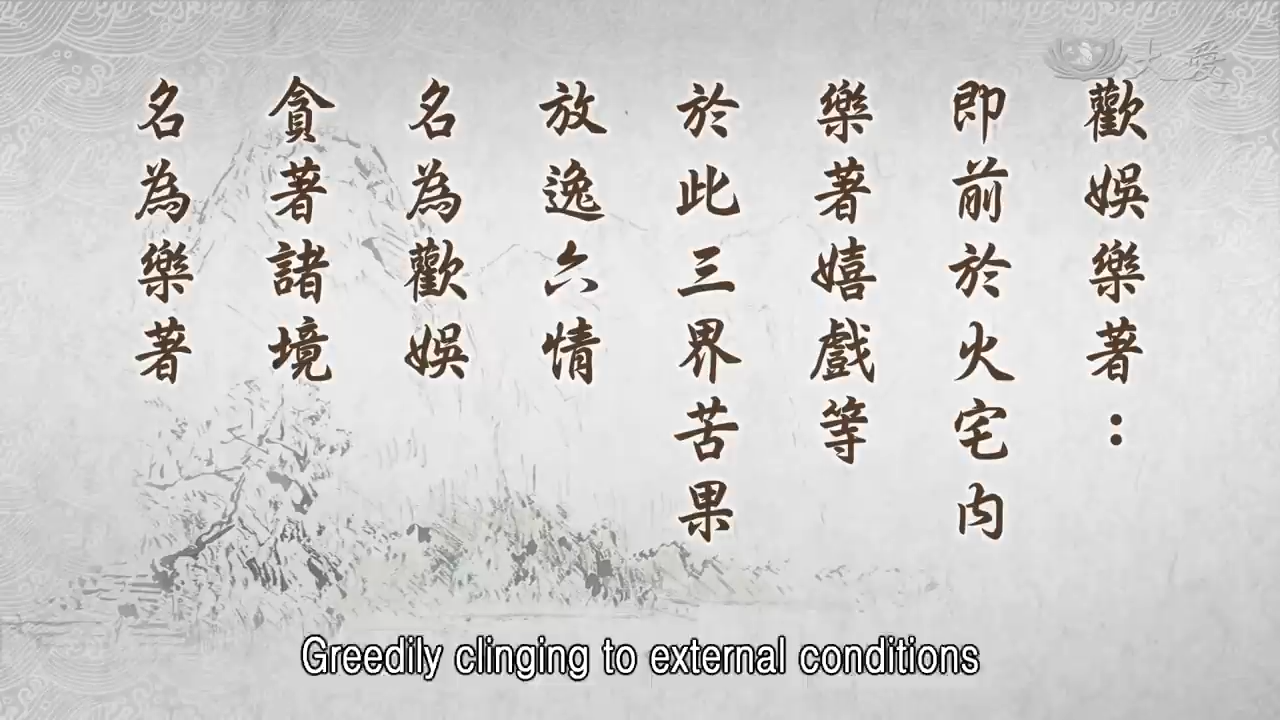 歡娛樂著：
即前於火宅內
樂著嬉戲等
於此三界苦果
放逸六情
名為歡娛
貪著諸境
名為樂著
大愛
Greedily clinging to external conditions